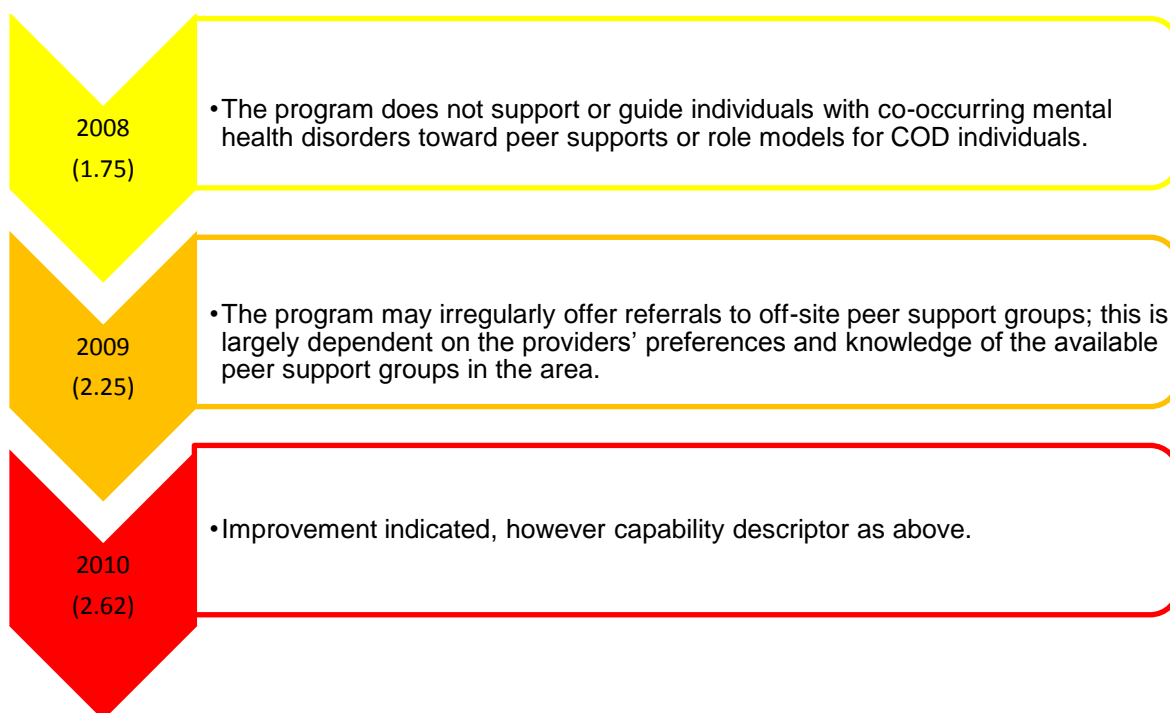 2008
(1.75)
•The program does not support or guide individuals with co-occurring mental
health disorders toward peer supports or role models for COD individuals.
2009
(2.25)
•The program may irregularly offer referrals to off-site peer support groups; this is
largely dependent on the providers’ preferences and knowledge of the available
peer support groups in the area.
2010
(2.62)
•Improvement indicated, however capability descriptor as above.